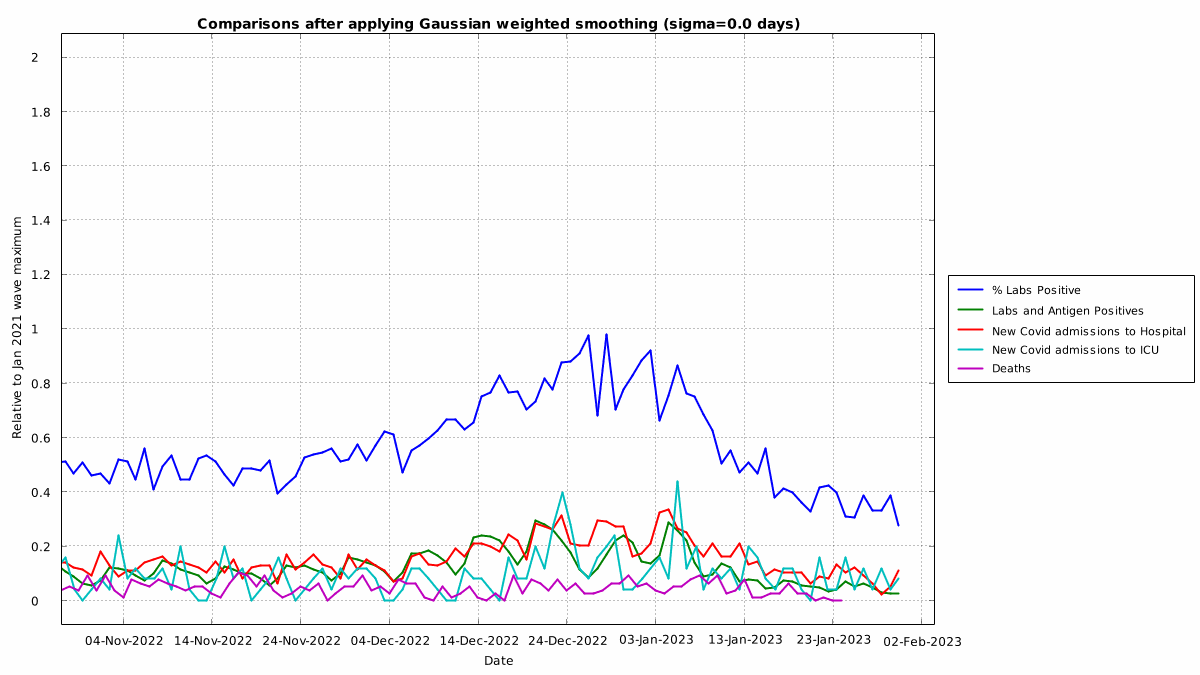 Comparisons after applying Gaussian weighted smoothing (sigma=0.0 days)
2
1.8
1.6
1.4
1.2
1
0.8
0.6
0.4
0.2
0
Relative to Jan 2021 wave maximum
04-Nov-2022 14-Nov-2022 24-Nov-2022 04-Dec-2022 14-Dec-2022 24-Dec-2022 03-Jan-2023 13-Jan-2023 23-Jan-2023 02-Feb-2023
Date
% Labs Positive
Labs and Antigen Positives
New Covid admissions to Hospital
New Covid admissions to ICU
Deaths